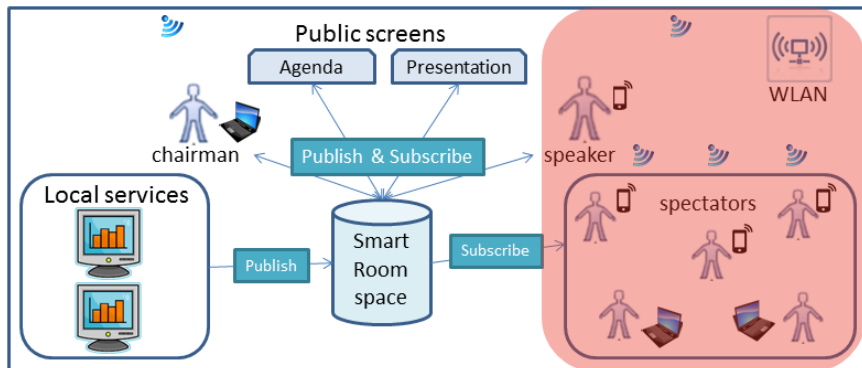 Public screens
Agenda
Presentation
WLAN
chairman
Publish & Subscribe
speaker
Local services
spectators
Smart
Room
space
Publish
Subscribe